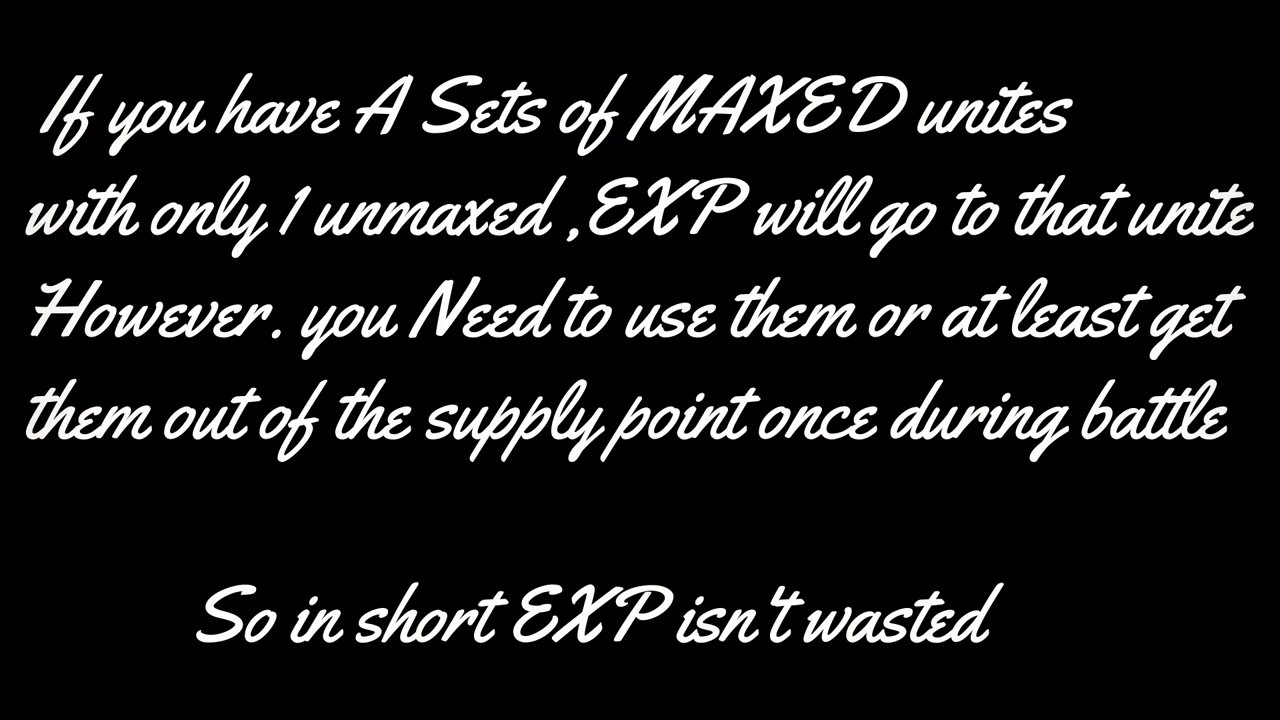 If you have A Sets of MAXED unites
with only 1 unmaxed ,EXP will go to that unite
However. you Need to use them or at least get
them out of the supply point once during battle
So in short EXP isn't wasted